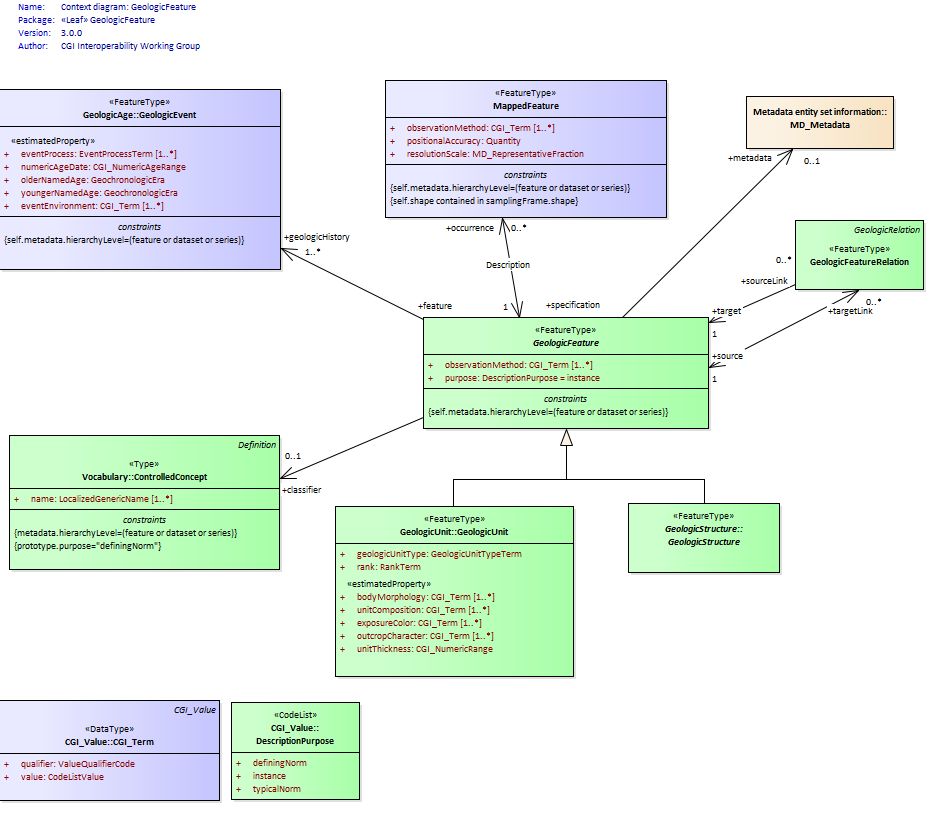 Name: Context diagram: GeologicFeature
Package: «Leaf» GeologicFeature
Version: 3.0.0
Author: CGI Interoperability Working Group
«FeatureType»
GeologicAge::GeologicEvent
«estimatedProperty»
+ eventProcess: EventProcessTerm [1..*]
+ numericAgeDate: CGI_NumericAgeRange
+ olderNamedAge: GeochronologicEra
+ youngerNamedAge: GeochronologicEra
+ eventEnvironment: CGI_Term [1..*]
constraints
{self.metadata.hierarchyLevel=(feature or dataset or series)}
«FeatureType»
MappedFeature
+ observationMethod: CGI_Term [1..*]
+ positionalAccuracy: Quantity
+ resolutionScale: MD_RepresentativeFraction
constraints
{self.metadata.hierarchyLevel=(feature or dataset or series)}
{self.shape contained in samplingFrame.shape}
Metadata entity set information::
MD_Metadata
+metadata
0..1
GeologicRelation
«FeatureType»
GeologicFeatureRelation
0..*
+sourceLink
0..*
+targetLink
+geologicHistory
1..*
+occurrence
0..*
Description
+feature
1
+specification
+target
1
+source
1
«FeatureType»
GeologicFeature
+ observationMethod: CGI_Term [1..*]
+ purpose: DescriptionPurpose = instance
constraints
{self.metadata.hierarchyLevel=(feature or dataset or series)}
Definition
«Type»
Vocabulary::ControlledConcept
+ name: LocalizedGenericName [1..*]
constraints
{metadata.hierarchyLevel=(feature or dataset or series)}
{prototype.purpose="definingNorm"}
0..1
+classifier
«FeatureType»
GeologicUnit::GeologicUnit
+ geologicUnitType: GeologicUnitTypeTerm
+ rank: RankTerm
«estimatedProperty»
+ bodyMorphology: CGI_Term [1..*]
+ unitComposition: CGI_Term [1..*]
+ exposureColor: CGI_Term [1..*]
+ outcropCharacter: CGI_Term [1..*]
+ unitThickness: CGI_NumericRange
«FeatureType»
GeologicStructure::
GeologicStructure
CGI_Value
«DataType»
CGI_Value::CGI_Term
+ qualifier: ValueQualifierCode
+ value: CodeListValue
«CodeList»
CGI_Value::
DescriptionPurpose
+ definingNorm
+ instance
+ typicalNorm